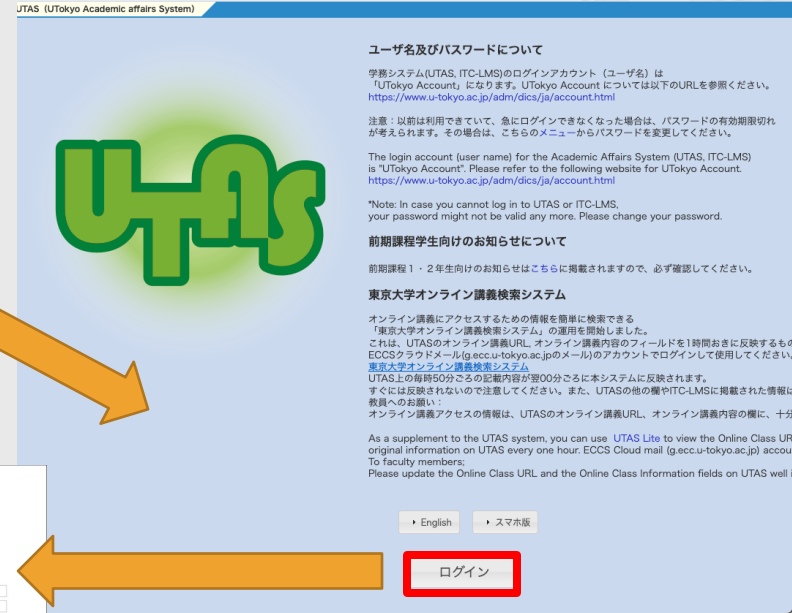 UTAS (UTokyo Academic affairs System)
UTAS
ユーザ名及びパスワードについて
学務システム(UTAS, ITC-LMS)のログインアカウント（ユーザ名）は
「UTokyo Account」になります。UTokyo Account については以下のURLを参照ください。
https://www.u-tokyo.ac.jp/adm/dics/ja/account.html
注意：以前は利用できていて、急にログインできなくなった場合は、パスワードの有効期限切れ
が考えられます。その場合は、こちらのメニューからパスワードを変更してください。
The login account (user name) for the Academic Affairs System (UTAS, ITC-LMS)
is "UTokyo Account". Please refer to the following website for UTokyo Account.
https://www.u-tokyo.ac.jp/adm/dics/ja/account.html
*Note: In case you cannot log in to UTAS or ITC-LMS,
your password might not be valid any more. Please change your password.
前期課程学生向けのお知らせについて
前期課程１・２年生向けのお知らせはこちらに掲載されますので、必ず確認してください。
東京大学オンライン講義検索システム
オンライン講義にアクセスするための情報を簡単に検索できる
「東京大学オンライン講義検索システム」の運用を開始しました。
これは、UTASのオンライン講義URL, オンライン講義内容のフィールドを1時間おきに反映するもの
ECCSクラウドメール(g.ecc.u-tokyo.ac.jpのメール)のアカウントでログインして使用してください。
東京大学オンライン講義検索システム
UTAS上の毎時50分ごろの記載内容が翌00分ごろに本システムに反映されます。
すぐには反映されないので注意してください。また、UTASの他の欄やITC-LMSに掲載された情報は
教員へのお願い：
オンライン講義アクセスの情報は、UTASのオンライン講義URL、オンライン講義内容の欄に、十分
As a supplement to the UTAS system, you can use UTAS Lite to view the Online Class UR
original information on UTAS every one hour. ECCS Cloud mail (g.ecc.u-tokyo.ac.jp) accou
To faculty members;
Please update the Online Class URL and the Online Class Information fields on UTAS well i
English スマホ版
ログイン